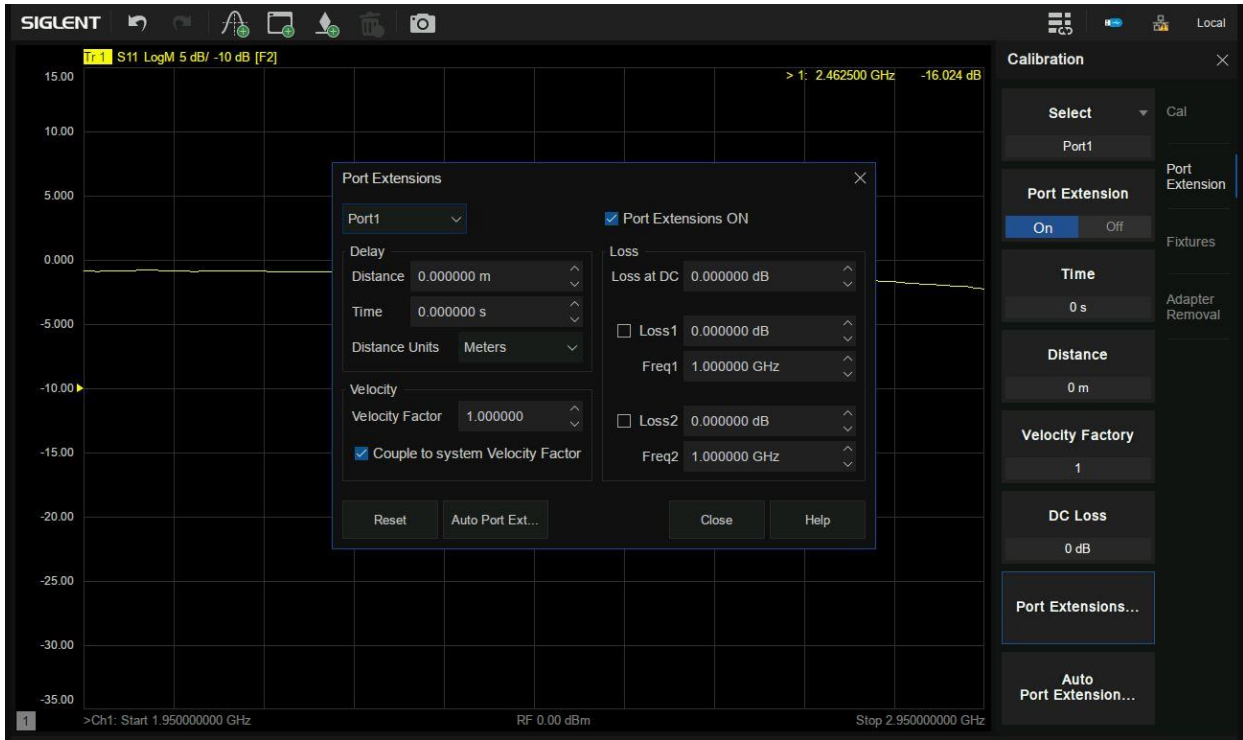 SIGLENT
Local
Tr 1 S11 LogM 5 dB/ -10 dB [F2]
> 1: 2.462500 GHz -16.024 dB
15.00
10.00
5.000
0.000
-5.000
-10.00
-15.00
-20.00
-25.00
-30.00
-35.00
1
>Ch1: Start 1.950000000 GHz
RF 0.00 dBm
Stop 2.950000000 GHz
Port Extensions
Port1
Port Extensions ON
Delay
Distance 0.000000 m
Time 0.000000 s
Distance Units Meters
Velocity
Velocity Factor 1.000000
Couple to system Velocity Factor
Loss
Loss at DC 0.000000 dB
Loss1 0.000000 dB
Freq1 1.000000 GHz
Loss2 0.000000 dB
Freq2 1.000000 GHz
Reset
Auto Port Ext...
Close
Help
Calibration
Select
Port1
Port Extension
On Off
Time
0 s
Distance
0 m
Velocity Factory
1
DC Loss
0 dB
Port Extensions...
Auto
Port Extension...
Cal
Port
Extension
Fixtures
Adapter
Removal